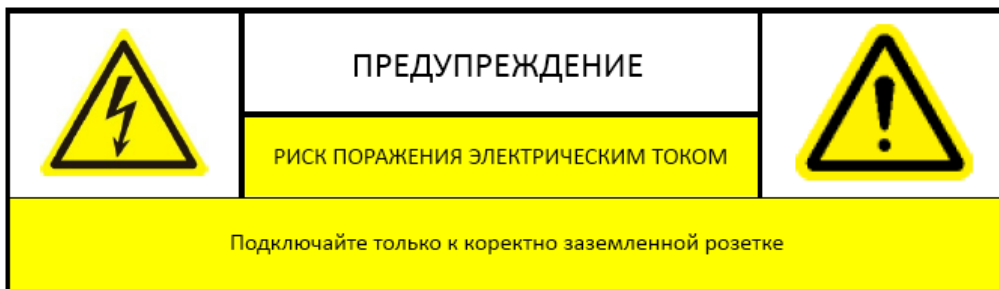 ПРЕДУПРЕЖДЕНИЕ
РИСК ПОРАЖЕНИЯ ЭЛЕКТРИЧЕСКИМ ТОКОМ
Подключайте только к коректно заземленной розетке